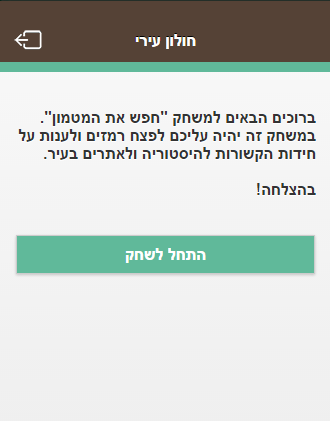 חולון עירי
ברוכים הבאים למשחק "חפש את המטמון".
במשחק זה יהיה עליכם לפצח רמזים ולענות על
חידות הקשורות להיסטוריה ולאתרים בעיר.
בהצלחה!
התחל לשחק